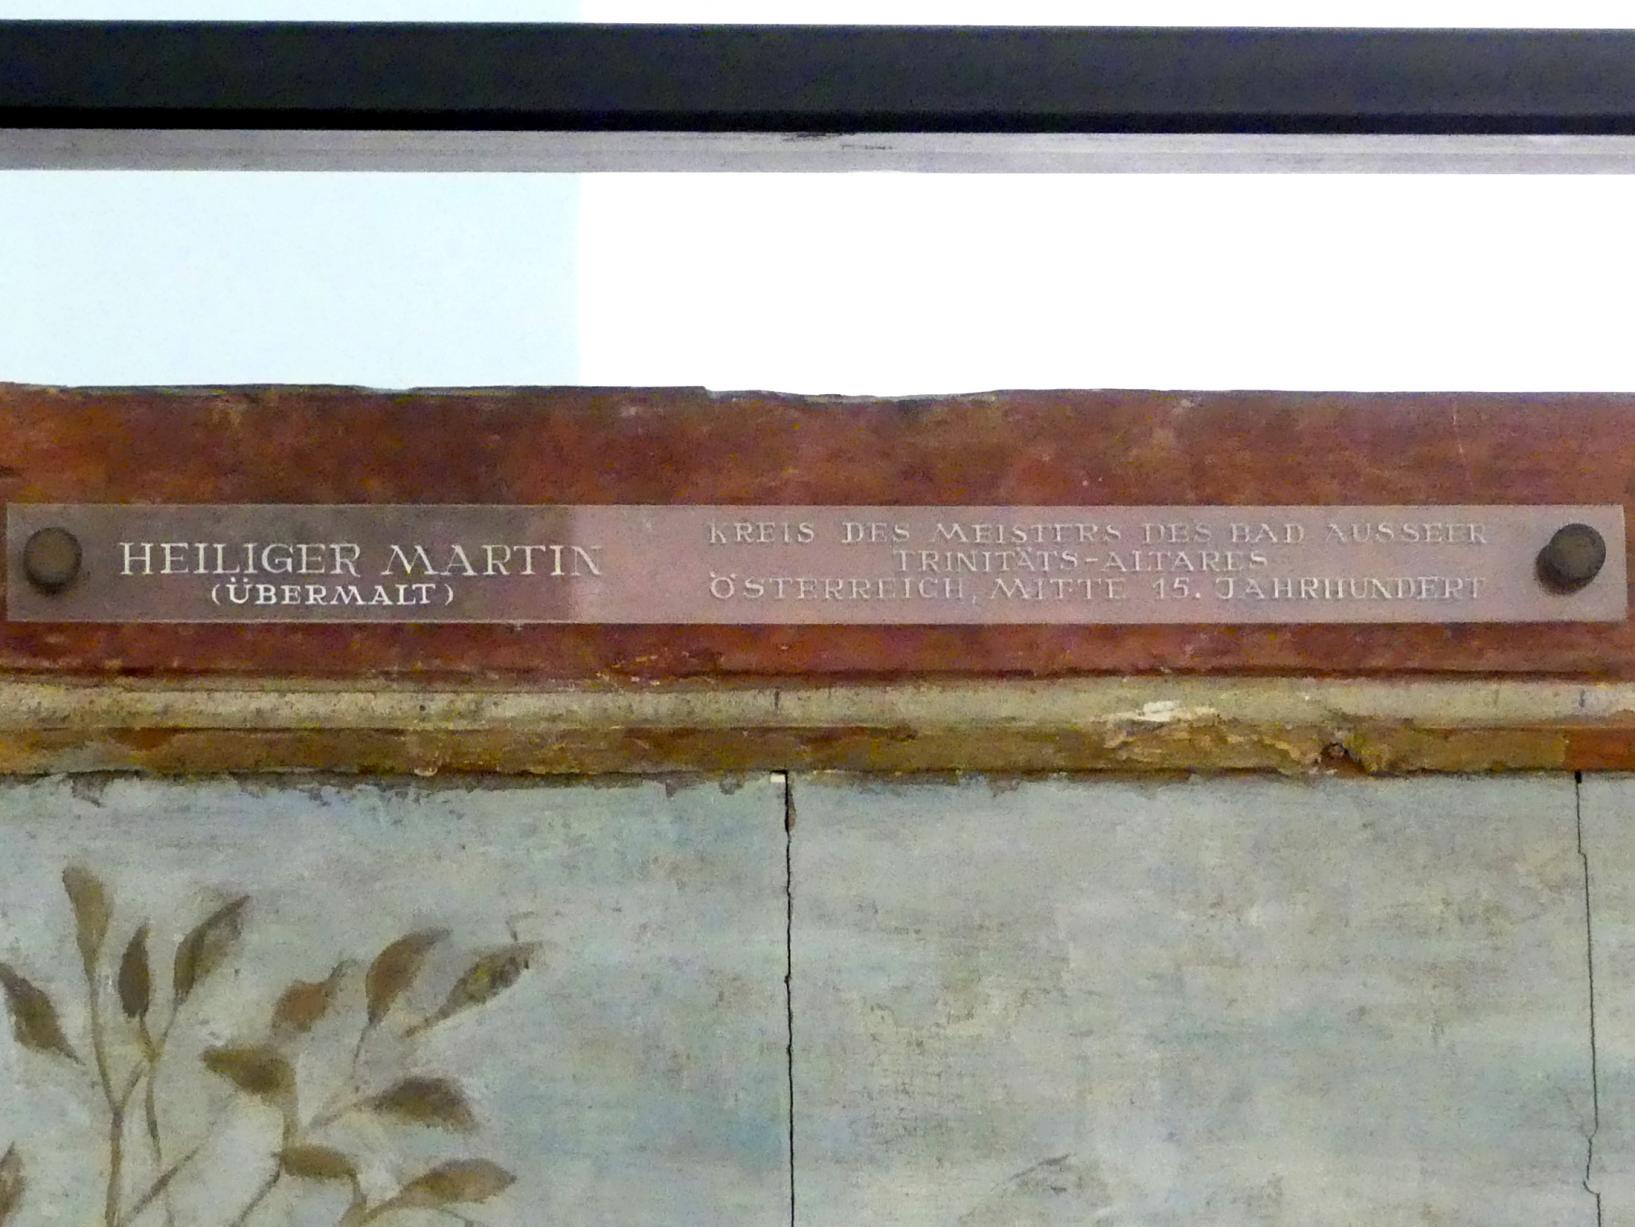 HEILIGER MARTIN
(ÜBERMALT)
KREIS DES MEISTERS DES BAD AUSSEER
TRINITÄTS-ALTARES
ÖSTERREICH, MITTE 15. JAHRHUNDERT